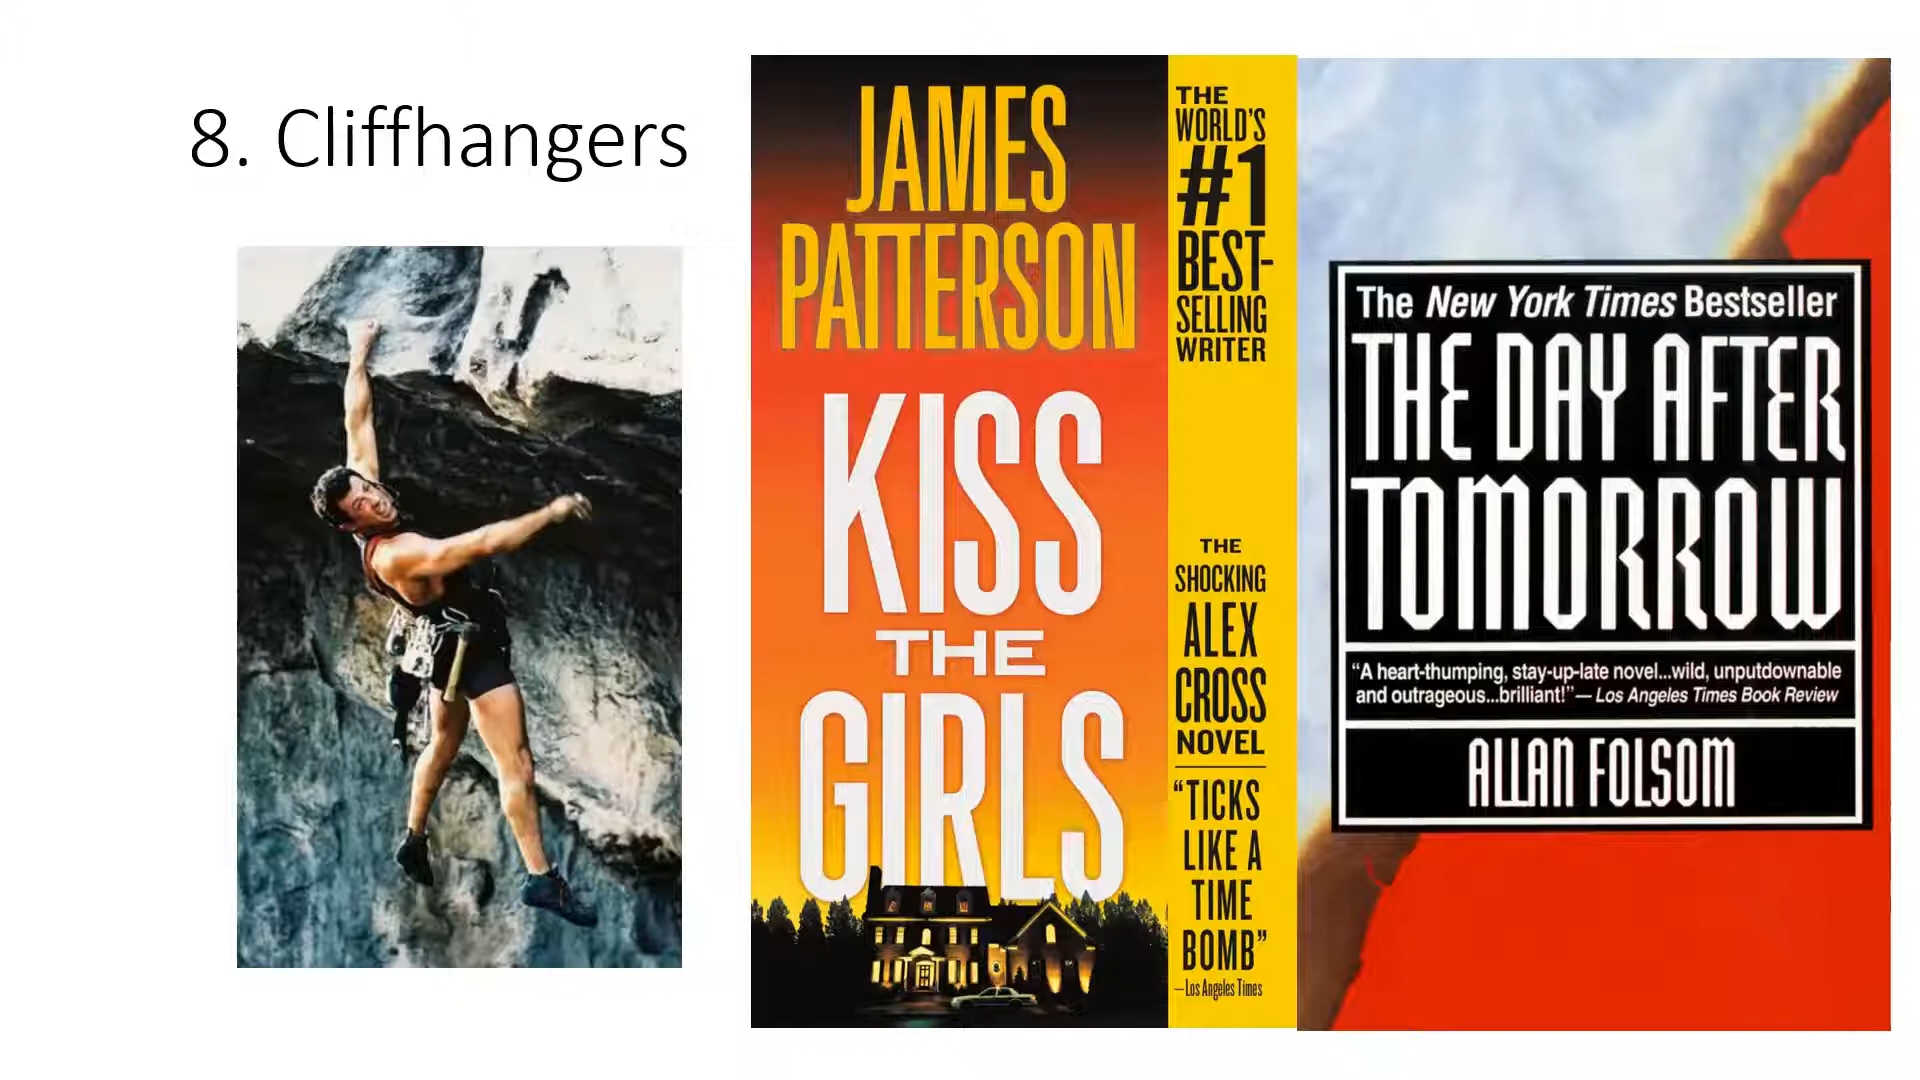 8. Cliffhangers
JAMES
PATTERSON
KISS
THE
GIRLS
THE
WORLD'S
#1
BEST-
SELLING
WRITER
THE
SHOCKING
ALEX
CROSS
NOVEL
“TICKS
LIKE A
TIME
BOMB”
—Los Angeles Times
The New York Times Bestseller
THE DAY AFTER
TOMORROW
“A heart-thumping, stay-up-late novel...wild, unputdownable
and outrageous...brilliant!”— Los Angeles Times Book Review
ALLAN FOLSOM